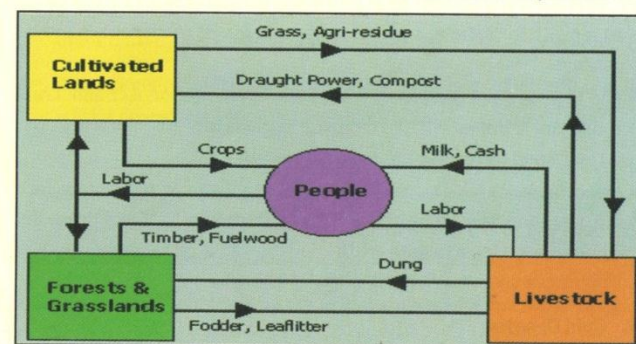 Grass, Agri-residue
Cultivated
Lands
Draught Power, Compost
Crops
Milk, Cash
Labor
People
Labor
Timber, Fuelwood
Dung
Forests &
Grasslands
Livestock
Fodder, Leaflitter